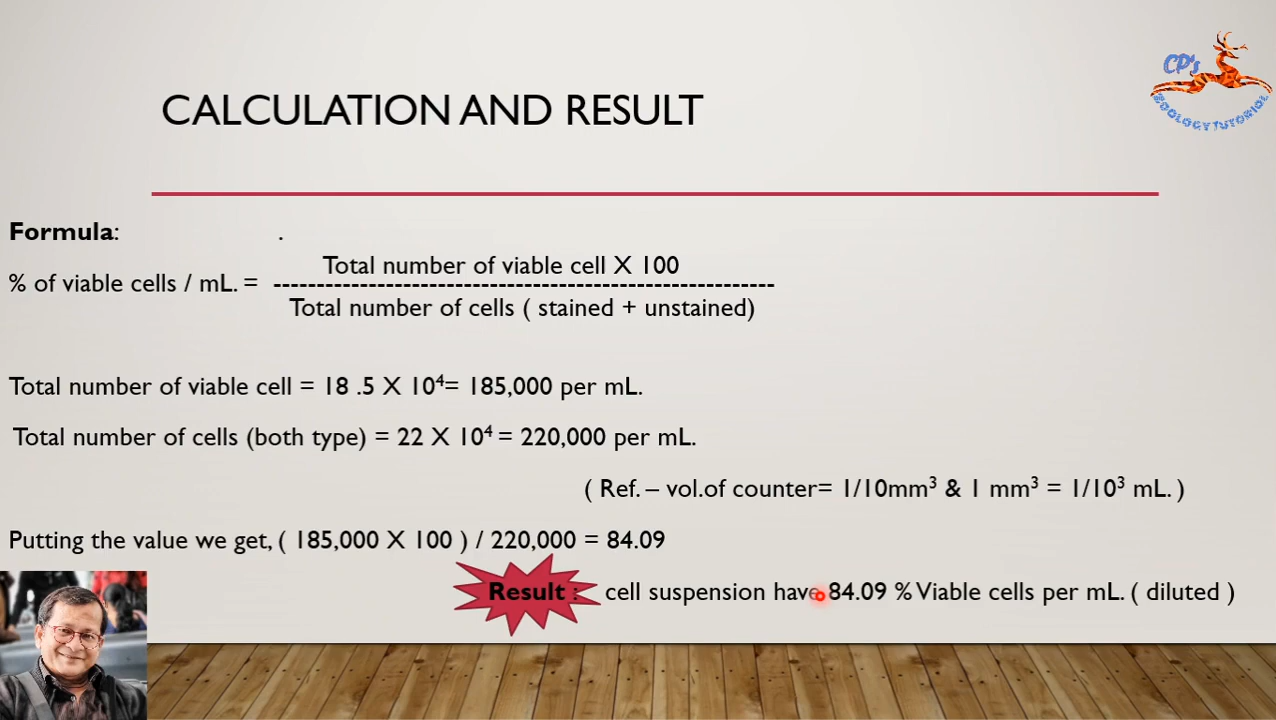 CP's
ZOOLOGY TUTORIAL
CALCULATION AND RESULT
Formula: .
% of viable cells / mL. = Total number of viable cell X 100
----------------------------------------------------------
Total number of cells ( stained + unstained)
Total number of viable cell = 18 .5 X 10⁴= 185,000 per mL.
Total number of cells (both type) = 22 X 10⁴ = 220,000 per mL.
( Ref. – vol.of counter= 1/10mm³ & 1 mm³ = 1/10³ mL. )
Putting the value we get, ( 185,000 X 100 ) / 220,000 = 84.09
Result : cell suspension have 84.09 % Viable cells per mL. ( diluted )